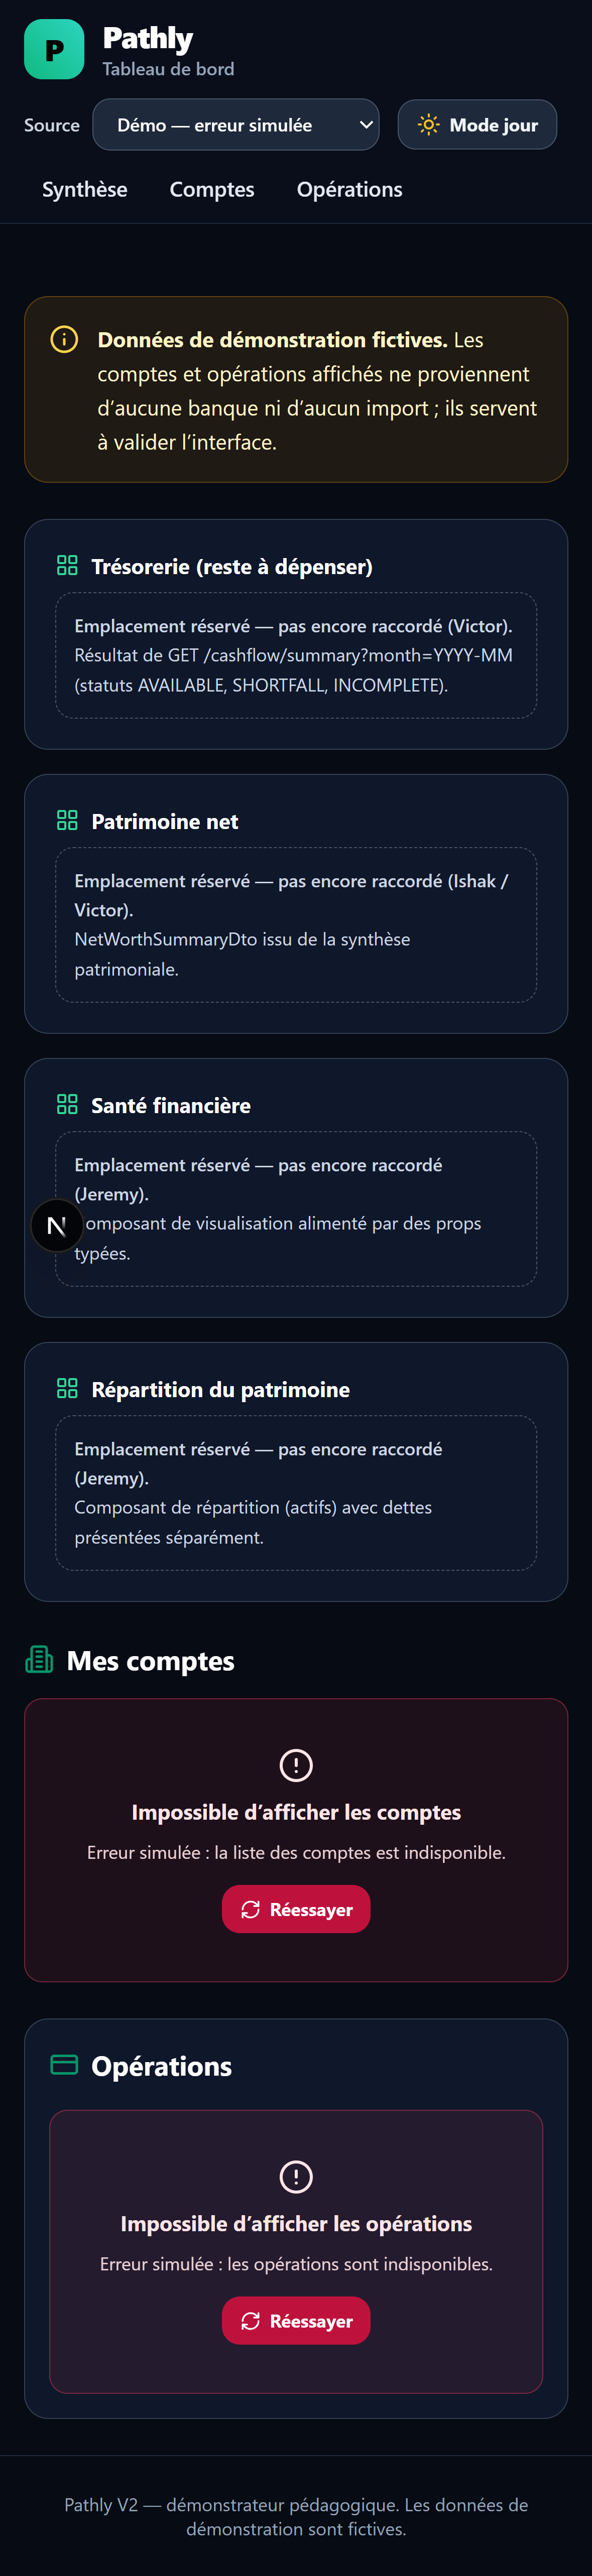 P
Pathly
Tableau de bord
Source
Démo — erreur simulée
Mode jour
Synthèse
Comptes
Opérations
Données de démonstration fictives. Les
comptes et opérations affichés ne proviennent
d’aucune banque ni d’aucun import ; ils servent
à valider l’interface.
Trésorerie (reste à dépenser)
Emplacement réservé — pas encore raccordé (Victor).
Résultat de GET /cashflow/summary?month=YYYY-MM
(statuts AVAILABLE, SHORTFALL, INCOMPLETE).
Patrimoine net
Emplacement réservé — pas encore raccordé (Ishak /
Victor).
NetWorthSummaryDto issu de la synthèse
patrimoniale.
Santé financière
Emplacement réservé — pas encore raccordé
(Jeremy).
N
omposant de visualisation alimenté par des props
typées.
Répartition du patrimoine
Emplacement réservé — pas encore raccordé
(Jeremy).
Composant de répartition (actifs) avec dettes
présentées séparément.
Mes comptes
Impossible d’afficher les comptes
Erreur simulée : la liste des comptes est indisponible.
Réessayer
Opérations
Impossible d’afficher les opérations
Erreur simulée : les opérations sont indisponibles.
Réessayer
Pathly V2 — démonstrateur pédagogique. Les données de
démonstration sont fictives.